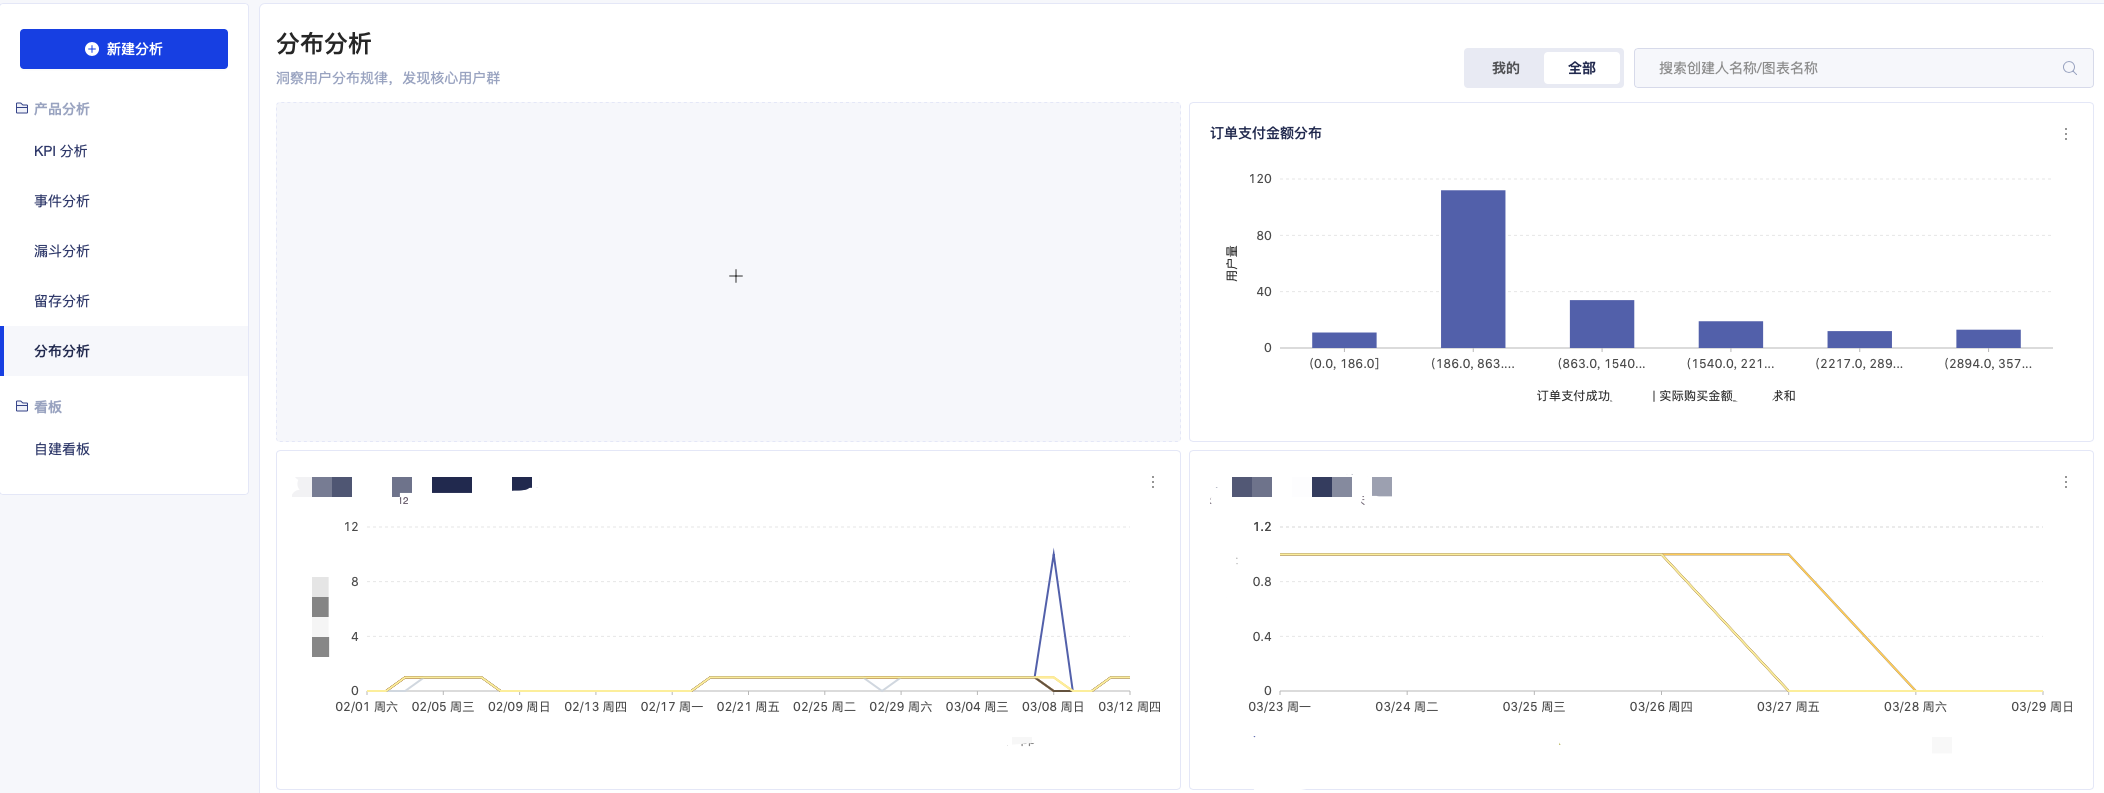 新建分析
产品分析
KPI 分析
事件分析
漏斗分析
留存分析
分布分析
看板
自建看板
分布分析
洞察用户分布规律，发现核心用户群
我的
全部
搜索创建人名称/图表名称
订单支付金额分布
用户量
120
80
40
0
(0.0, 186.0]
(186.0, 863....
(863.0, 1540...
(1540.0, 221...
(2217.0, 289...
(2894.0, 357...
订单支付成功
| 实际购买金额_
求和
12
8
4
0
02/01 周六
02/05 周三
02/09 周日
02/13 周四
02/17 周一
02/21 周五
02/25 周二
02/29 周六
03/04 周三
03/08 周日
03/12 周四
1.2
0.8
0.4
0
03/23 周一
03/24 周二
03/25 周三
03/26 周四
03/27 周五
03/28 周六
03/29 周日